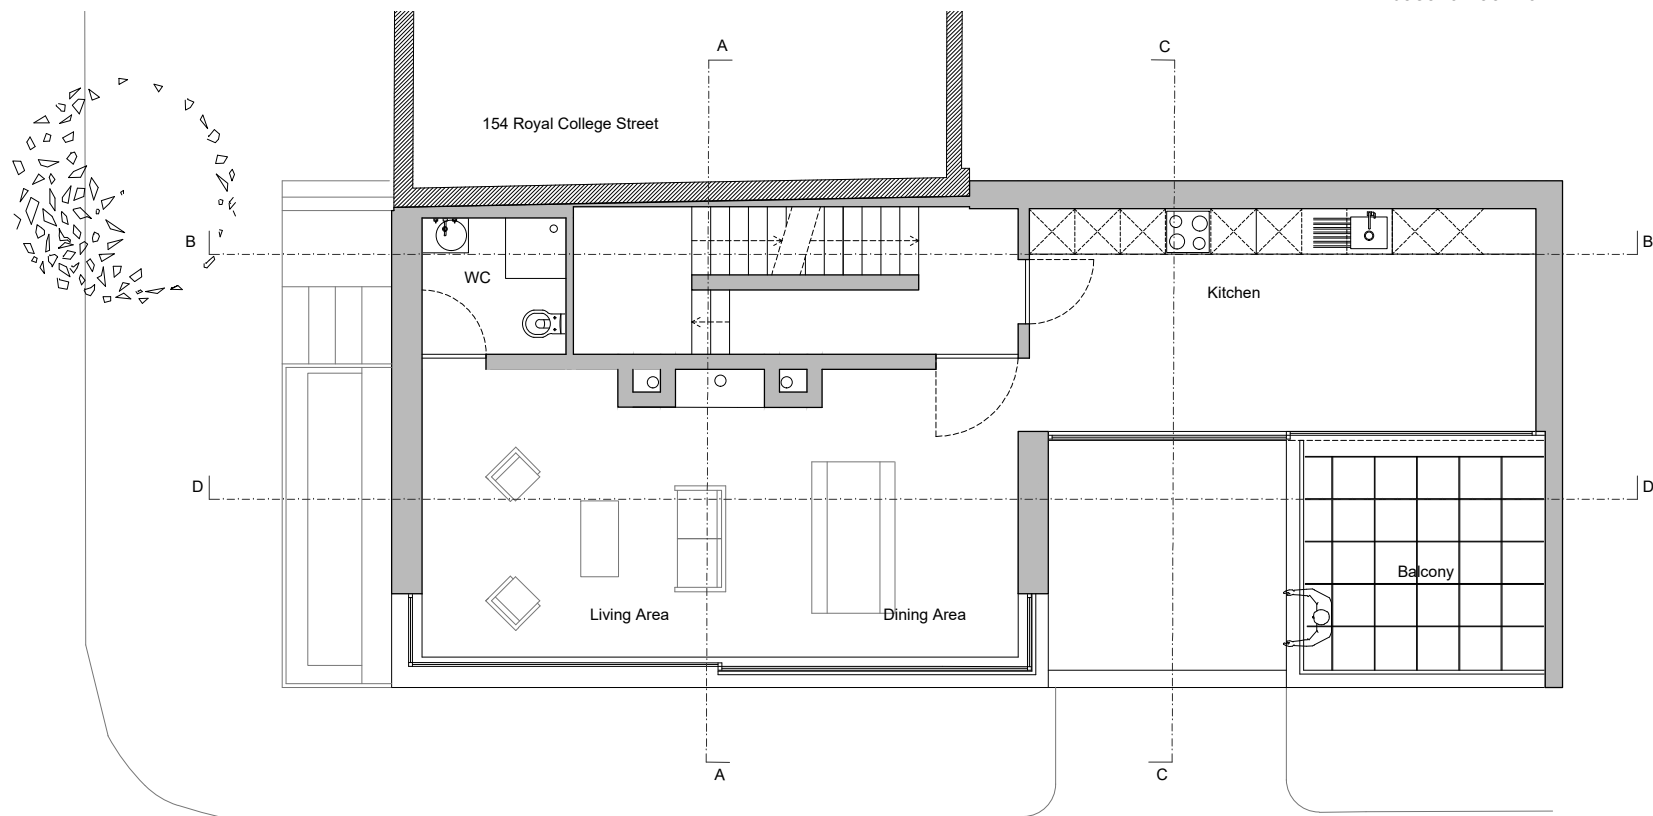 A
C
154 Royal College Street
B
B
WC
Kitchen
D
D
Balcony
Living Area
Dining Area
A
C